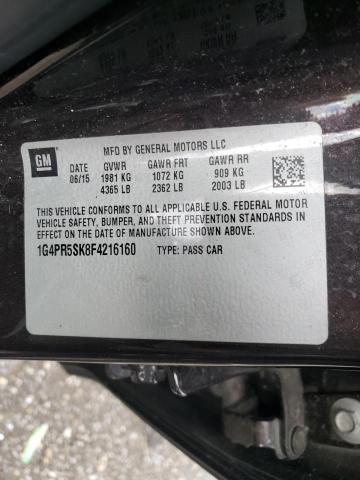 GM
MFD BY GENERAL MOTORS LLC
DATE GVWR GAWR FRT GAWR RR
06/15 1981 KG 1072 KG 909 KG
4365 LB 2362 LB 2003 LB
THIS VEHICLE CONFORMS TO ALL APPLICABLE U.S. FEDERAL MOTOR
VEHICLE SAFETY, BUMPER, AND THEFT PREVENTION STANDARDS IN
EFFECT ON THE DATE OF MANUFACTURE SHOWN ABOVE.
1G4PR5SK8F4216160 TYPE: PASS CAR